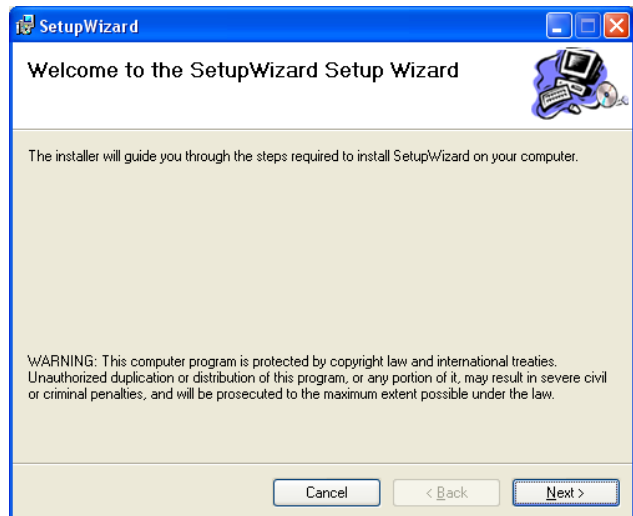 SetupWizard
Welcome to the SetupWizard Setup Wizard
The installer will guide you through the steps required to install SetupWizard on your computer.
WARNING: This computer program is protected by copyright law and international treaties.
Unauthorized duplication or distribution of this program, or any portion of it, may result in severe civil
or criminal penalties, and will be prosecuted to the maximum extent possible under the law.
Cancel
< Back
Next >